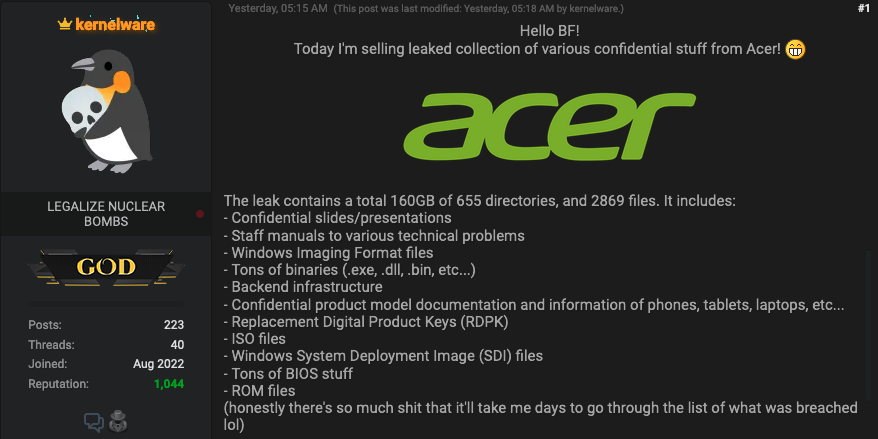 Yesterday, 05:15 AM (This post was last modified: Yesterday, 05:18 AM by kernelware.)
#1
kernelware
LEGALIZE NUCLEAR
BOMBS
GOD
Posts: 223
Threads: 40
Joined: Aug 2022
Reputation: 1,044
Hello BF!
Today I'm selling leaked collection of various confidential stuff from Acer!
acer
The leak contains a total 160GB of 655 directories, and 2869 files. It includes:
- Confidential slides/presentations
- Staff manuals to various technical problems
- Windows Imaging Format files
- Tons of binaries (.exe, .dll, .bin, etc...)
- Backend infrastructure
- Confidential product model documentation and information of phones, tablets, laptops, etc...
- Replacement Digital Product Keys (RDPK)
- ISO files
- Windows System Deployment Image (SDI) files
- Tons of BIOS stuff
- ROM files
(honestly there's so much shit that it'll take me days to go through the list of what was breached
lol)